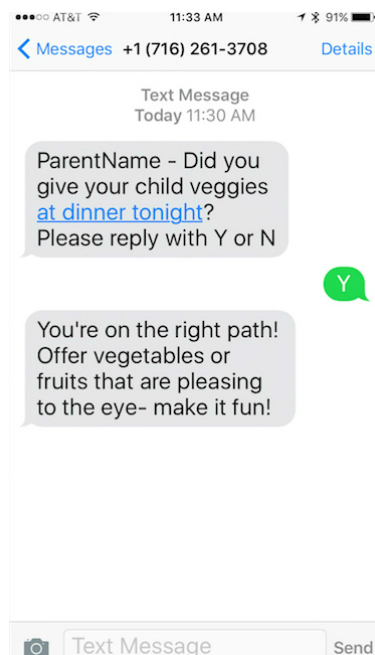 AT&T 11:33 AM 91%
Messages +1 (716) 261-3708 Details
Text Message
Today 11:30 AM
ParentName - Did you
give your child veggies
at dinner tonight?
Please reply with Y or N
Y
You're on the right path!
Offer vegetables or
fruits that are pleasing
to the eye- make it fun!
Text Message Send